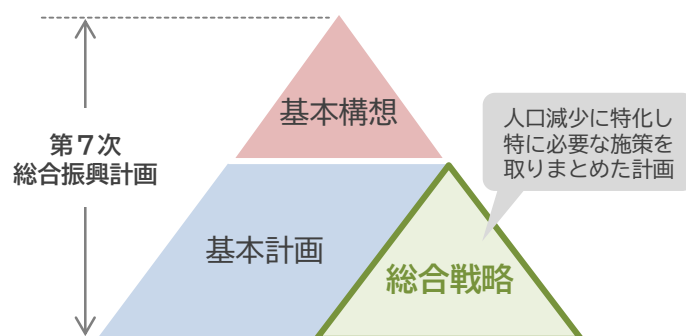 基本構想
人口減少に特化し
特に必要な施策を
取りまとめた計画
第7次
総合振興計画
基本計画
総合戦略